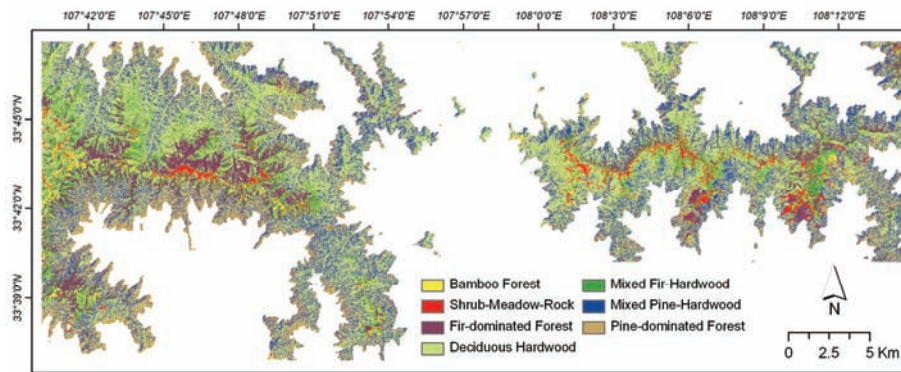 107°42'0"E 107°45'0"E 107°48'0"E 107°51'0"E 107°54'0"E 107°57'0"E 108°0'0"E 108°3'0"E 108°6'0"E 108°9'0"E 108°12'0"E
33°45'0"N
33°42'0"N
33°39'0"N
Bamboo Forest
Shrub-Meadow-Rock
Fir-dominated Forest
Deciduous Hardwood
Mixed Fir-Hardwood
Mixed Pine-Hardwood
Pine-dominated Forest
N
0 2.5 5 Km